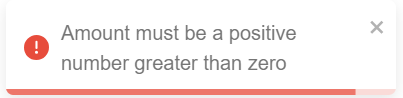 Amount must be a positive
number greater than zero